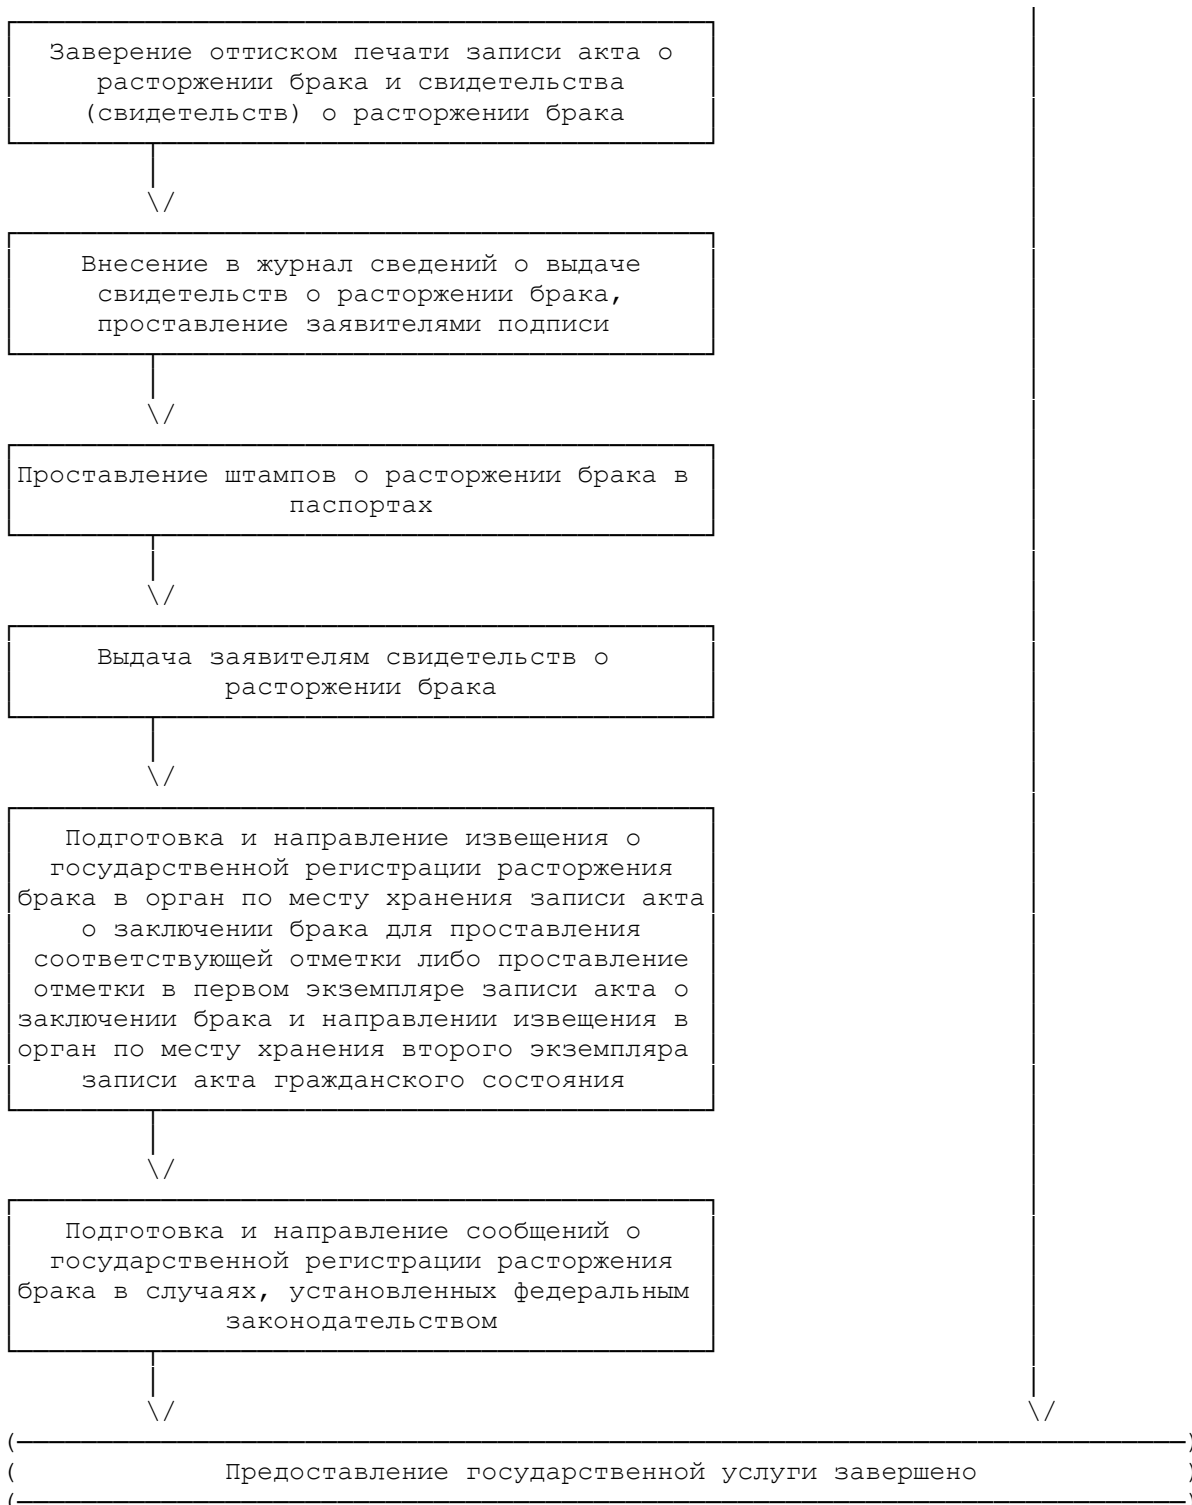 Заверение оттиском печати записи акта о
расторжении брака и свидетельства
(свидетельств) о расторжении брака
Внесение в журнал сведений о выдаче
свидетельств о расторжении брака,
проставление заявителями подписи
Проставление штампов о расторжении брака в
паспортах
Выдача заявителям свидетельств о
расторжении брака
Подготовка и направление извещения о
государственной регистрации расторжения
брака в орган по месту хранения записи акта
о заключении брака для проставления
соответствующей отметки либо проставление
отметки в первом экземпляре записи акта о
заключении брака и направлении извещения в
орган по месту хранения второго экземпляра
записи акта гражданского состояния
Подготовка и направление сообщений о
государственной регистрации расторжения
брака в случаях, установленных федеральным
законодательством
Предоставление государственной услуги завершено